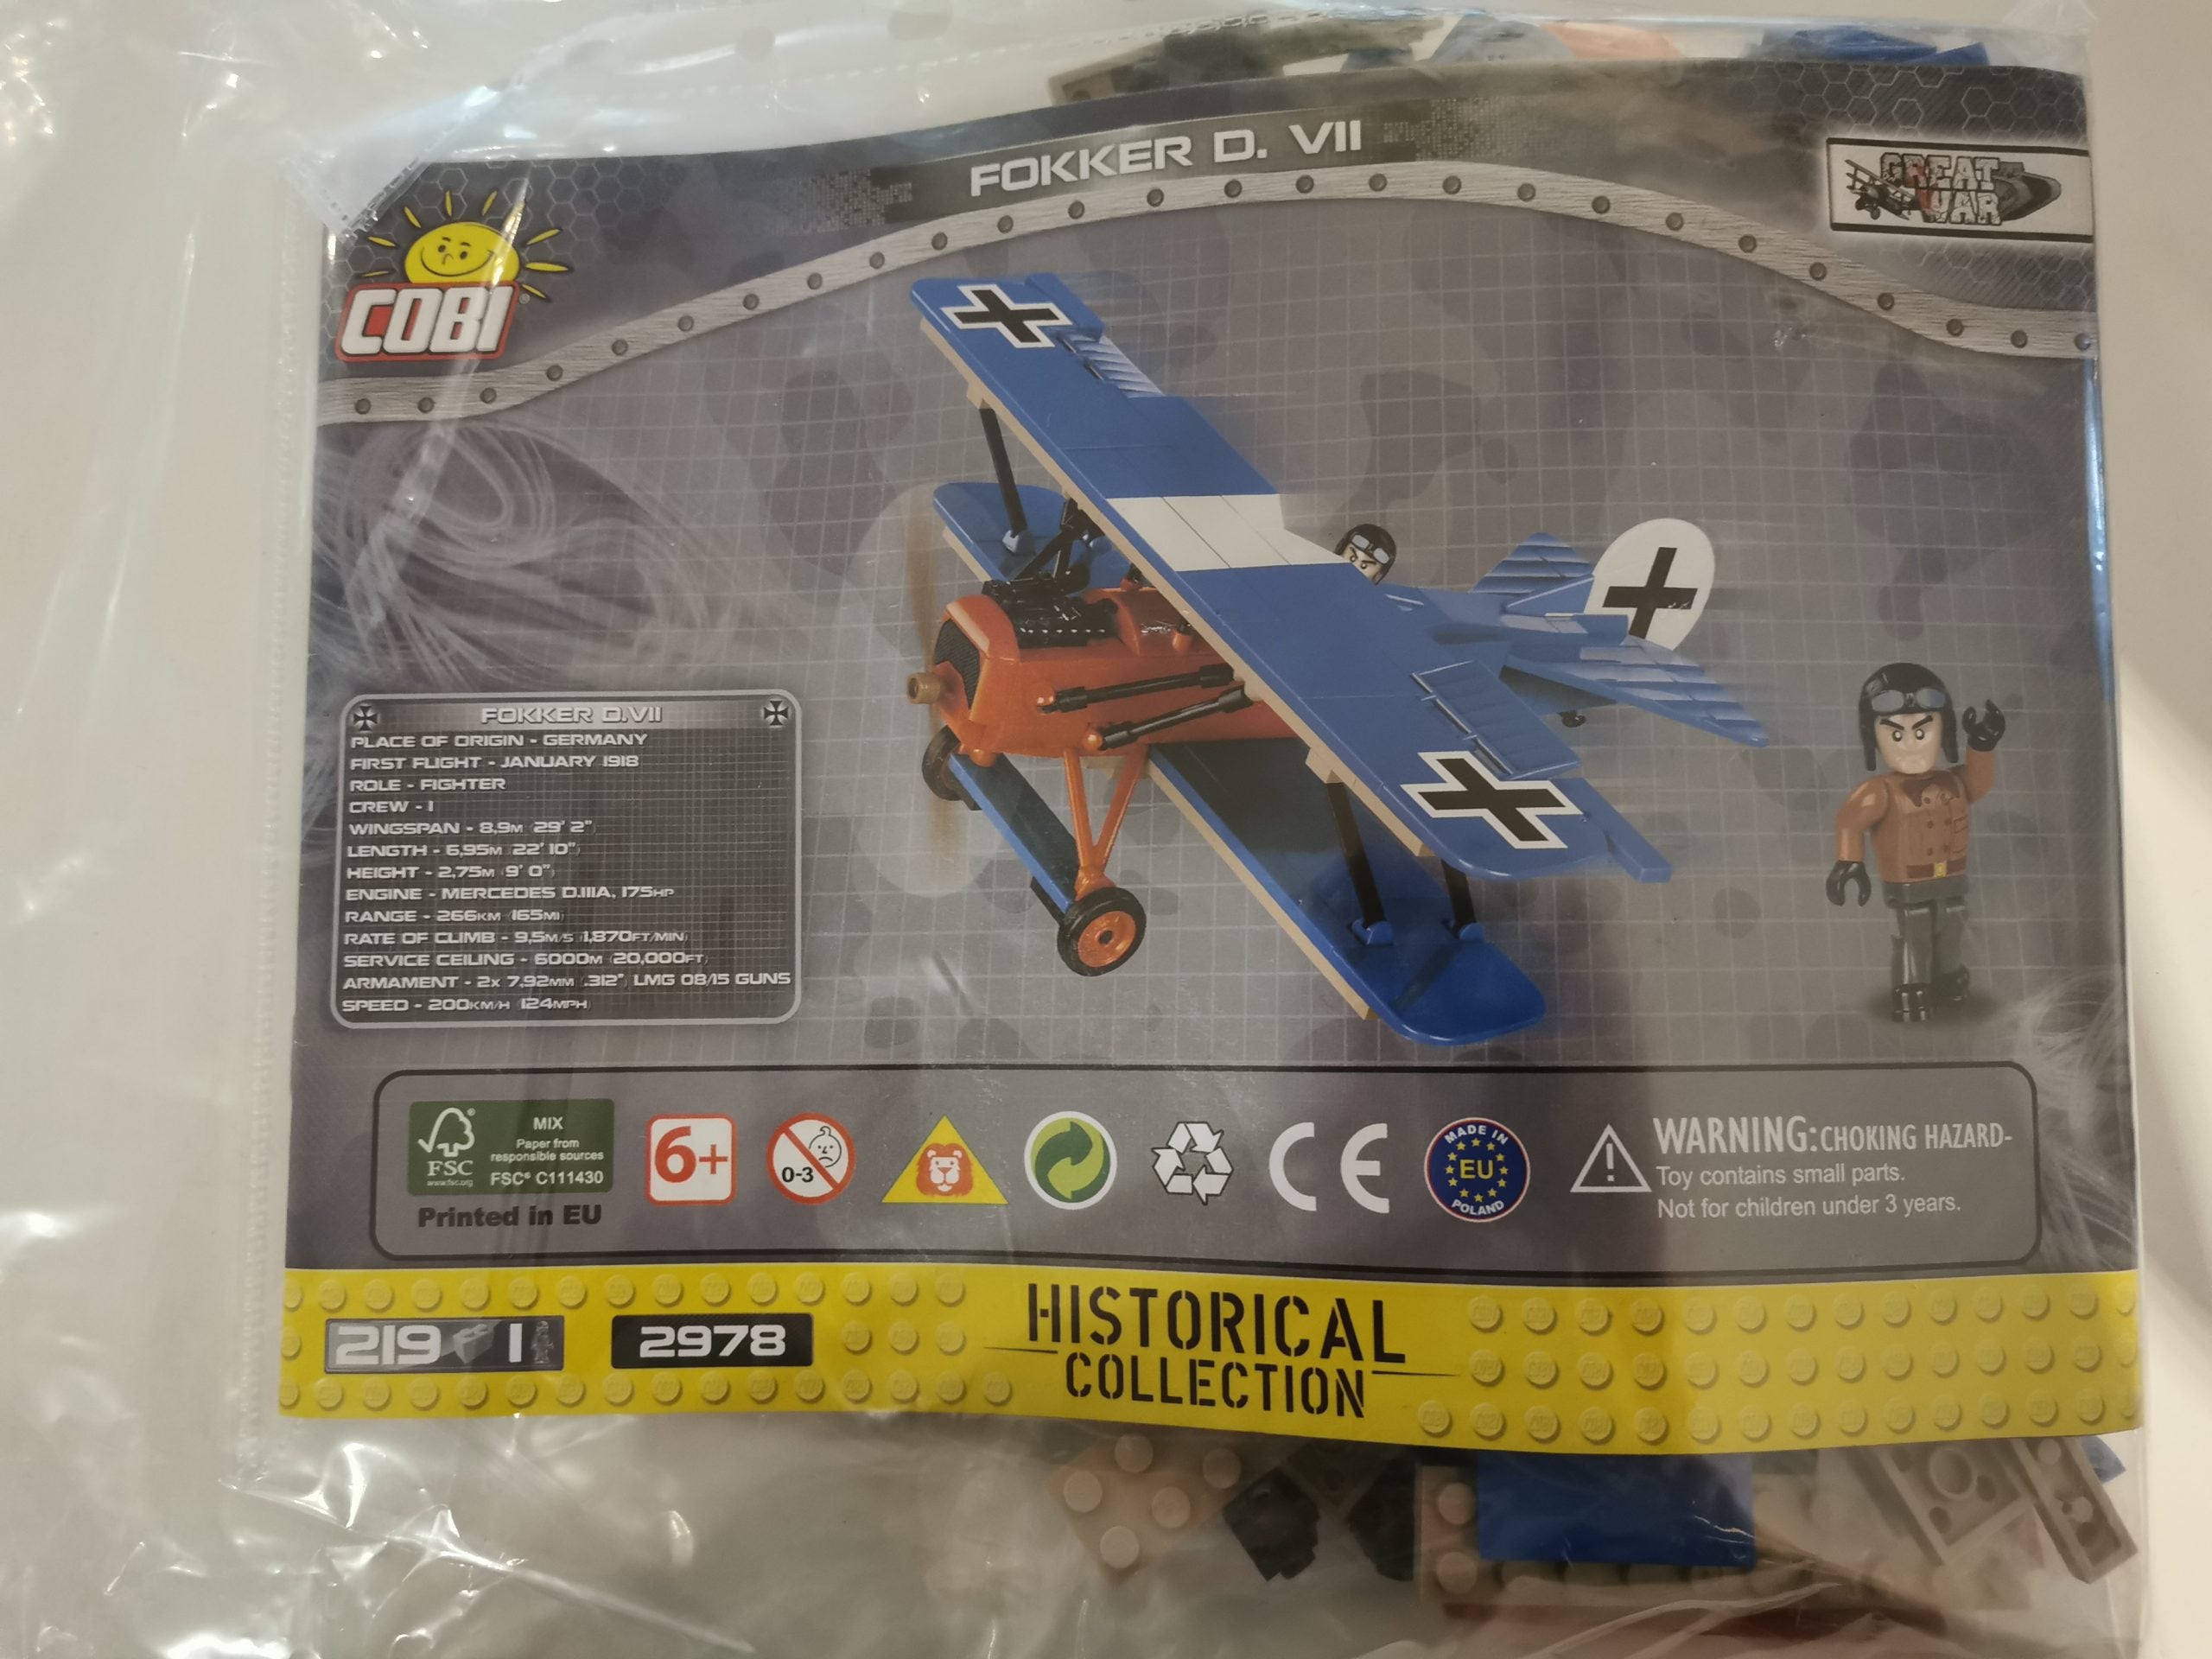 FOKKER D. VII
GREAT
WAR
COBI
FOKKER D.VII
PLACE OF ORIGIN - GERMANY
FIRST FLIGHT - JANUARY 1918
ROLE - FIGHTER
CREW - 1
WINGSPAN - 8,9M (29' 2")
LENGTH - 6,95M (22' 10")
HEIGHT - 2,75M (9' 0")
ENGINE - MERCEDES D.IIIA, 175HP
RANGE - 266KM (165MI)
RATE OF CLIMB - 9,5M/S (1,870FT/MIN)
SERVICE CEILING - 6000M (20,000FT)
ARMAMENT - 2x 7,92MM (.312") LMG 08/15 GUNS
SPEED - 200KM/H (124MPH)
FSC
www.fsc.org
MIX
Paper from
responsible sources
FSC® C111430
Printed in EU
6+
0-3
CE
MADE IN
EU
POLAND
WARNING: CHOKING HAZARD-
Toy contains small parts.
Not for children under 3 years.
219 1
2978
HISTORICAL
COLLECTION